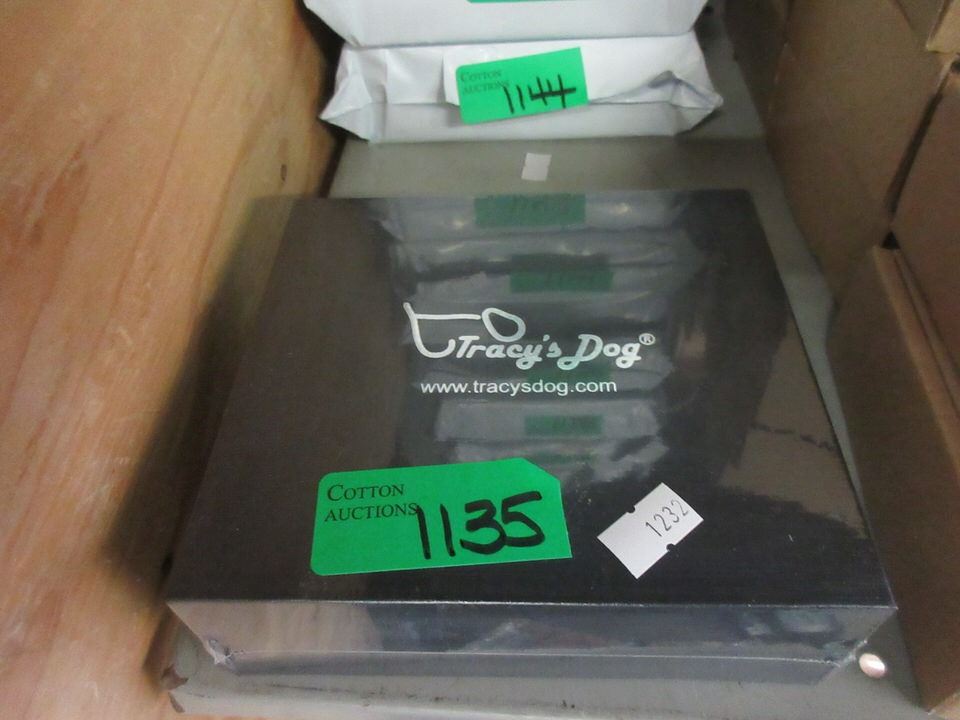 COTTON
AUCTIONS
1144
Tracy's Dog®
www.tracysdog.com
COTTON
AUCTIONS
1135
1232